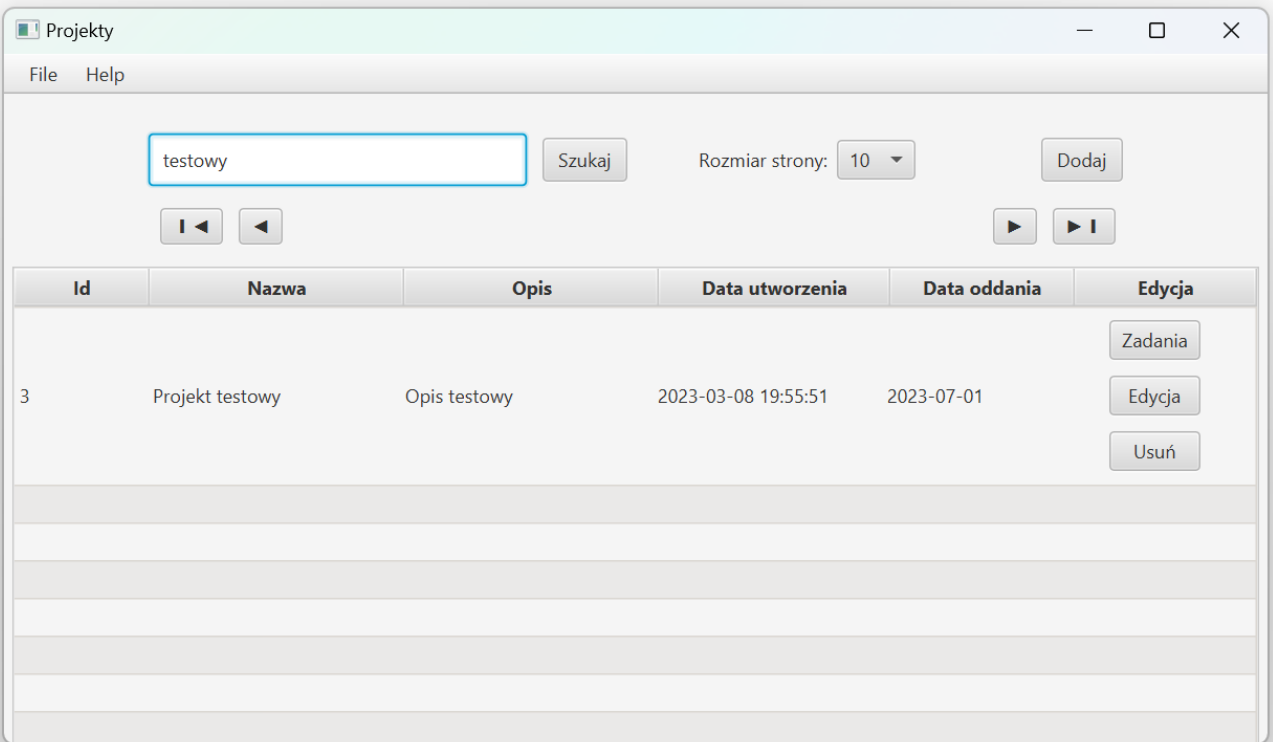 Projekty
File Help
testowy Szukaj Rozmiar strony: 10 Dodaj
Id Nazwa Opis Data utworzenia Data oddania Edycja
Zadania
3 Projekt testowy Opis testowy 2023-03-08 19:55:51 2023-07-01 Edycja
Usuń